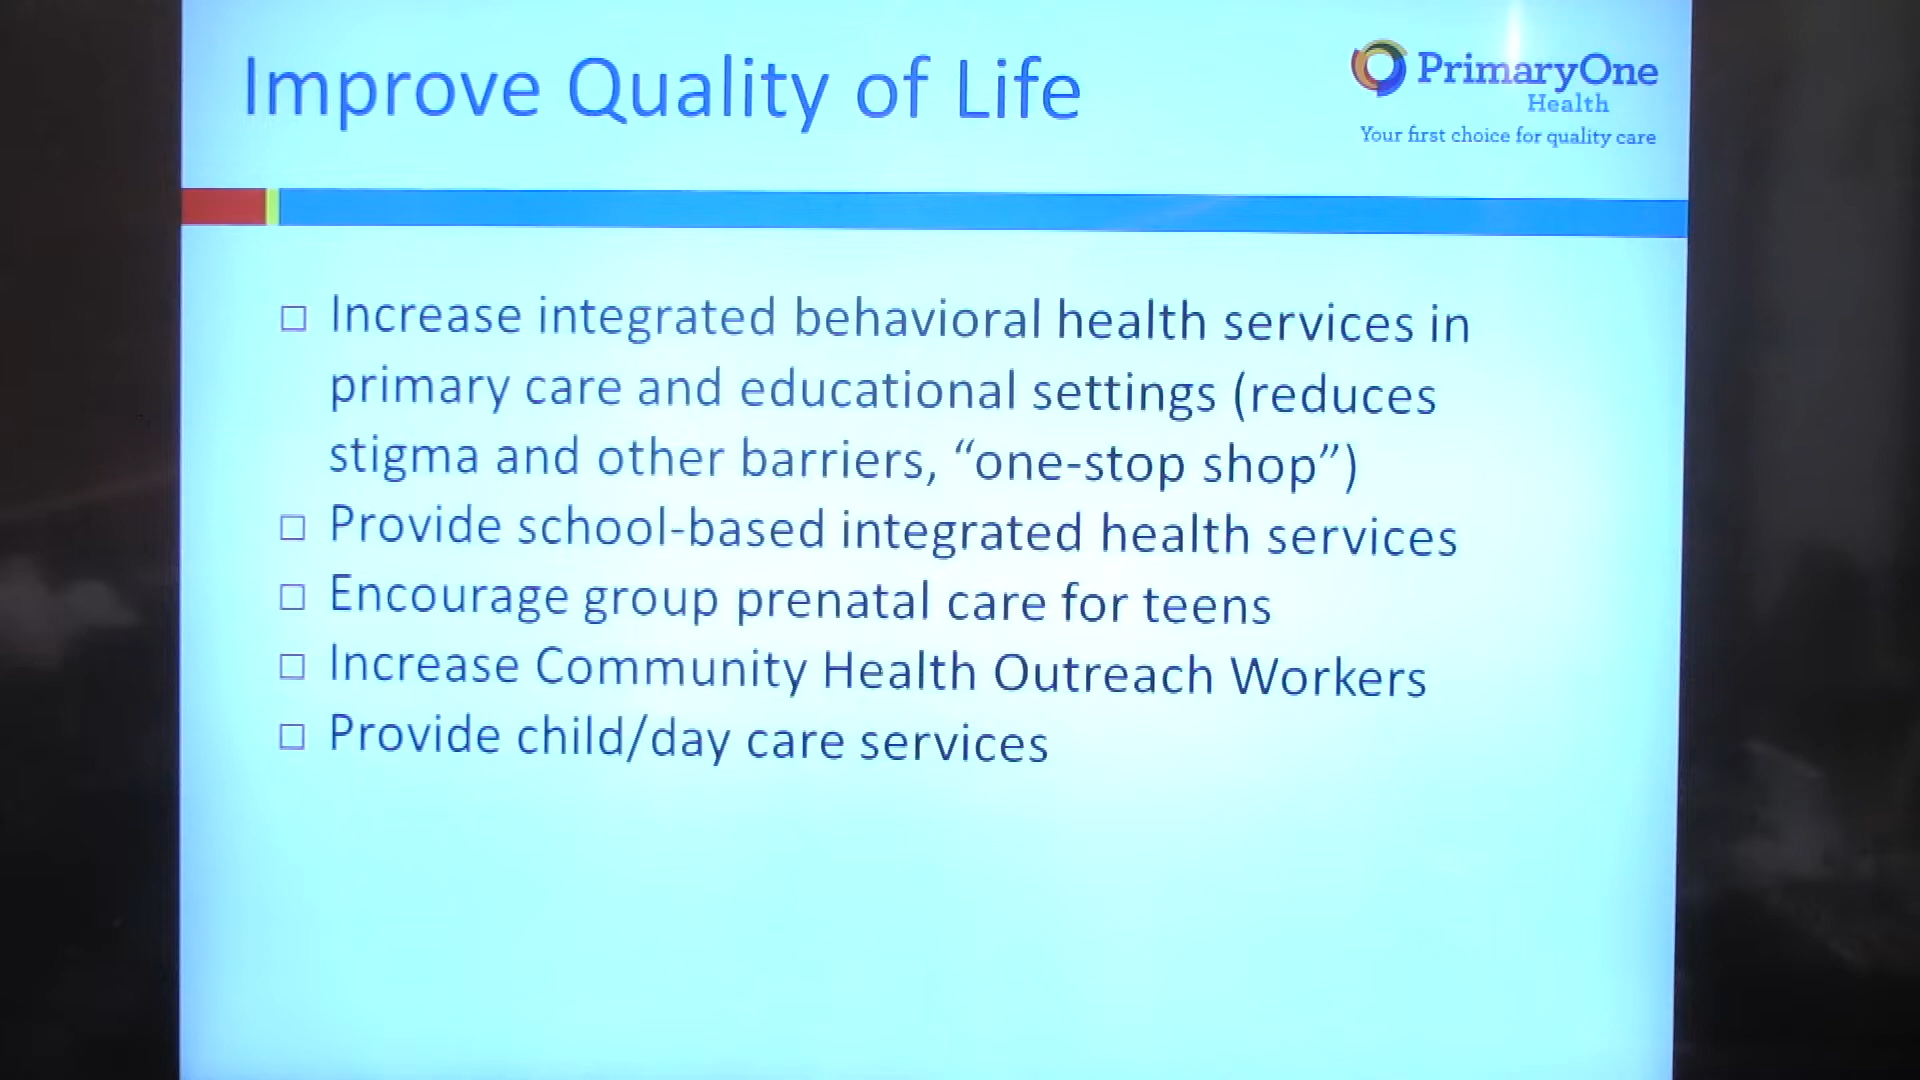 Improve Quality of Life
PrimaryOne
Health
Your first choice for quality care
□ Increase integrated behavioral health services in
primary care and educational settings (reduces
stigma and other barriers, “one-stop shop”)
□ Provide school-based integrated health services
□ Encourage group prenatal care for teens
□ Increase Community Health Outreach Workers
□ Provide child/day care services